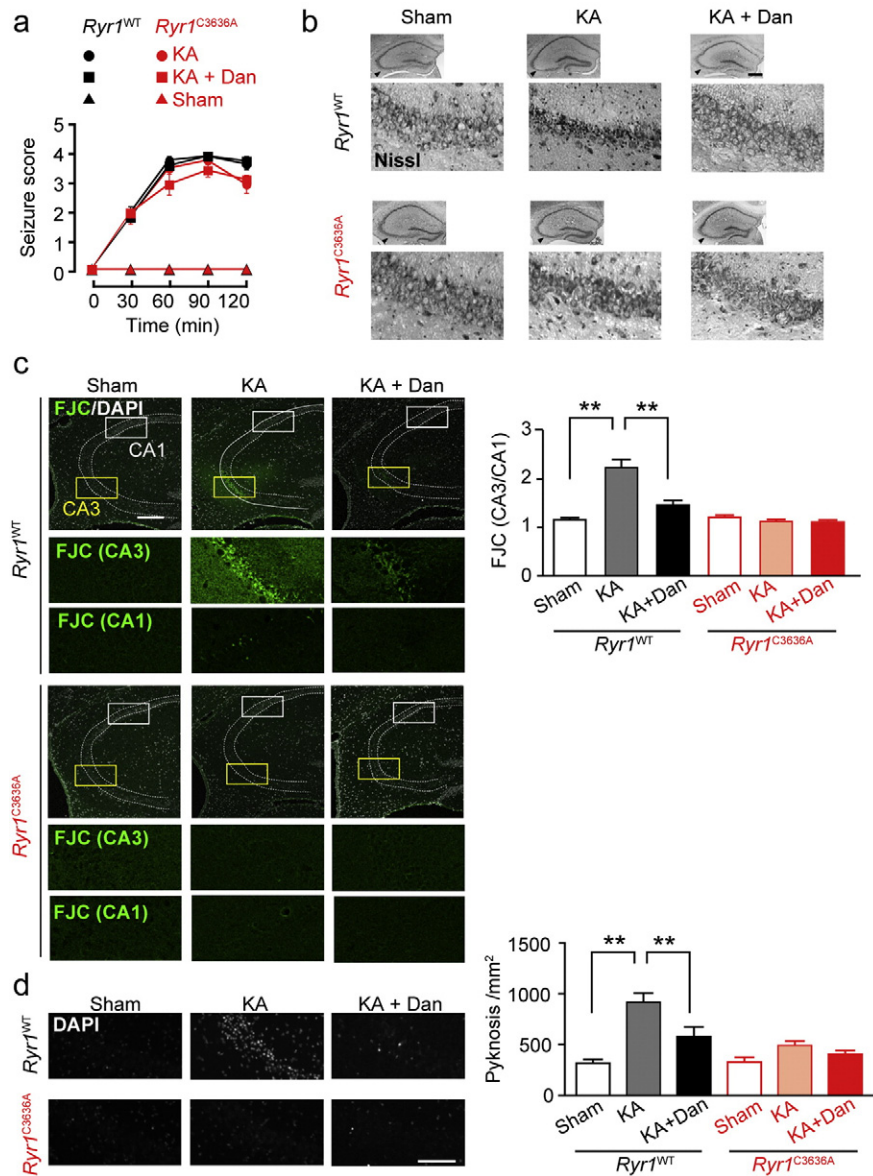 a
Ryr1WT Ryr1C3636A
KA
KA + Dan
Sham
Seizure score
5
4
3
2
1
0
0 30 60 90 120
Time (min)
b
Sham KA KA + Dan
Ryr1WT
Nissl
Ryr1C3636A
c
Sham KA KA + Dan
Ryr1WT
FJC/DAPI
CA1
CA3
FJC (CA3)
FJC (CA1)
Ryr1C3636A
FJC (CA3)
FJC (CA1)
** **
FJC (CA3/CA1)
3
2
1
0
Sham KA KA+Dan Sham KA KA+Dan
Ryr1WT Ryr1C3636A
d
Sham KA KA + Dan
Ryr1WT
DAPI
Ryr1C3636A
** **
Pyknosis /mm2
1500
1000
500
0
Sham KA KA+Dan Sham KA KA+Dan
Ryr1WT Ryr1C3636A